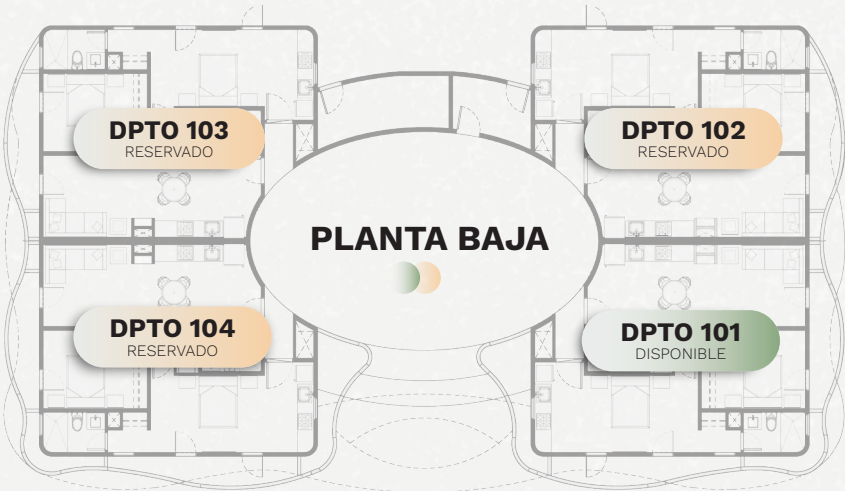 DPTO 103
RESERVADO
DPTO 102
RESERVADO
PLANTA BAJA
DPTO 104
RESERVADO
DPTO 101
DISPONIBLE